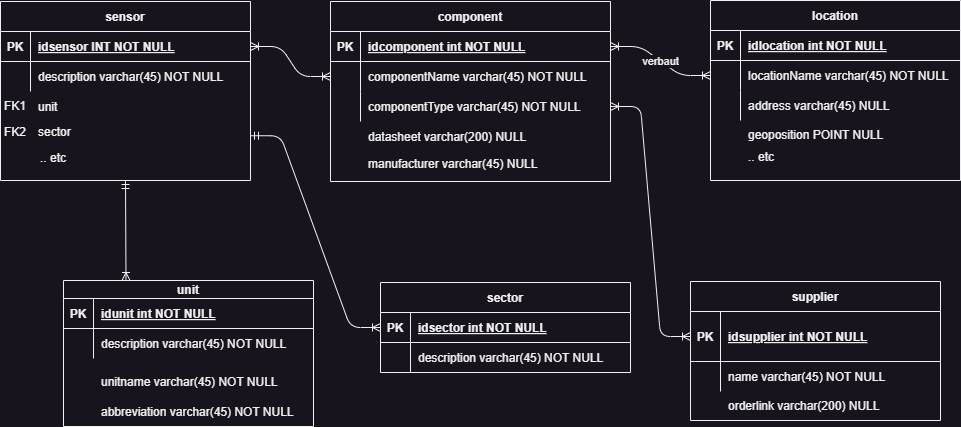 sensor
PK idsensor INT NOT NULL
description varchar(45) NOT NULL
FK1 unit
FK2 sector
.. etc
component
PK idcomponent int NOT NULL
componentName varchar(45) NOT NULL
componentType varchar(45) NOT NULL
datasheet varchar(200) NULL
manufacturer varchar(45) NULL
verbaut
location
PK idlocation int NOT NULL
locationName varchar(45) NOT NULL
address varchar(45) NULL
geoposition POINT NULL
.. etc
unit
PK idunit int NOT NULL
description varchar(45) NOT NULL
unitname varchar(45) NOT NULL
abbreviation varchar(45) NOT NULL
sector
PK idsector int NOT NULL
description varchar(45) NOT NULL
supplier
PK idsupplier int NOT NULL
name varchar(45) NOT NULL
orderlink varchar(200) NULL